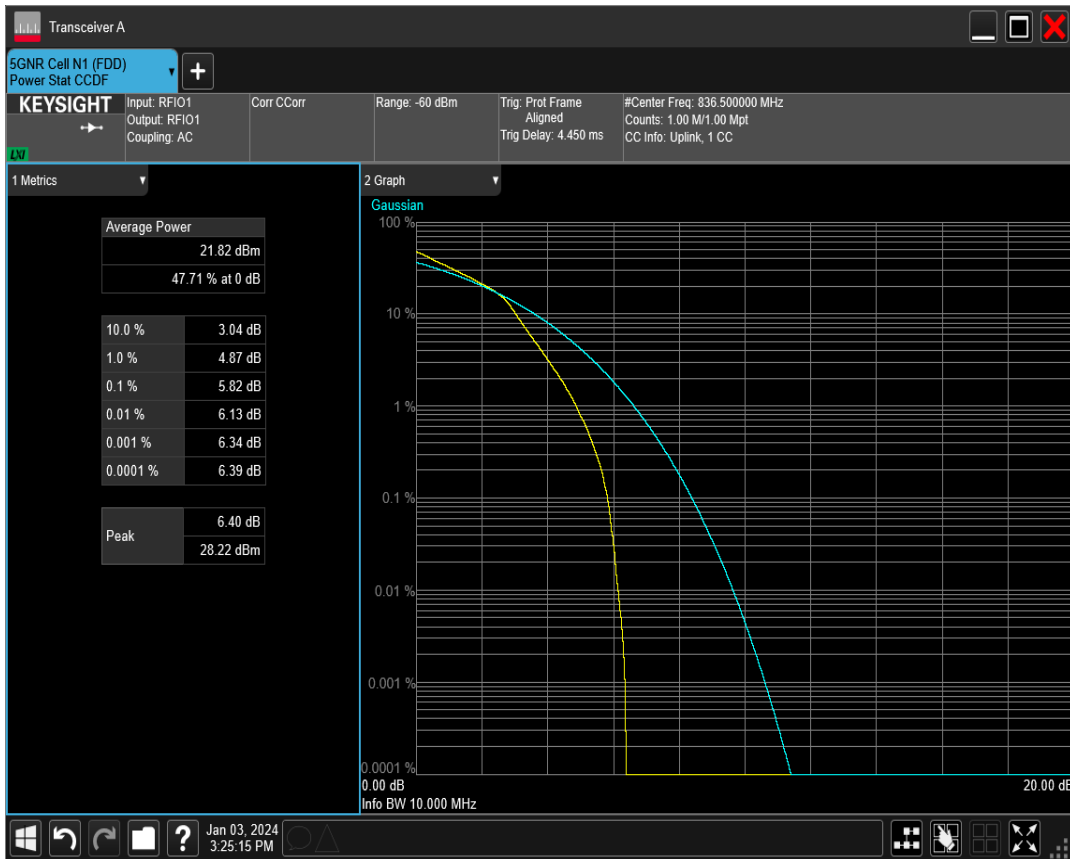 Transceiver A
5GNR Cell N1 (FDD)
Power Stat CCDF
+
KEYSIGHT
LXI
Input: RFIO1
Output: RFIO1
Coupling: AC
Corr CCorr
Range: -60 dBm
Trig: Prot Frame
Aligned
Trig Delay: 4.450 ms
#Center Freq: 836.500000 MHz
Counts: 1.00 M/1.00 Mpt
CC Info: Uplink, 1 CC
1 Metrics
Average Power
21.82 dBm
47.71 % at 0 dB
10.0 % 3.04 dB
1.0 % 4.87 dB
0.1 % 5.82 dB
0.01 % 6.13 dB
0.001 % 6.34 dB
0.0001 % 6.39 dB
Peak
6.40 dB
28.22 dBm
2 Graph
Gaussian
100 %
10 %
1 %
0.1 %
0.01 %
0.001 %
0.0001 %
0.00 dB
20.00 dB
Info BW 10.000 MHz
?
Jan 03, 2024
3:25:15 PM